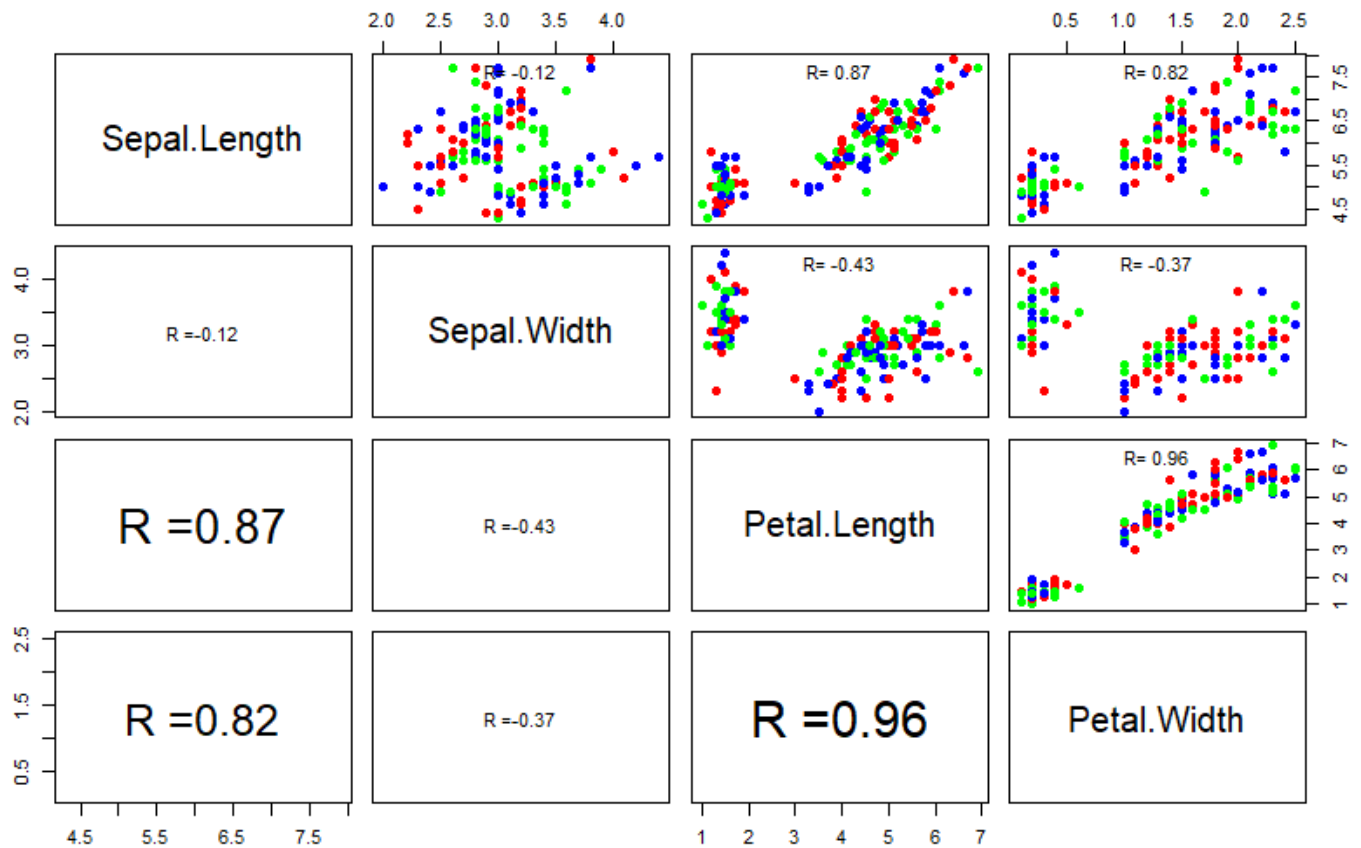 2.0 2.5 3.0 3.5 4.0
0.5 1.0 1.5 2.0 2.5
Sepal.Length
R= -0.12
R= 0.87
R= 0.82
4.5 5.5 6.5 7.5
2.0 3.0 4.0
R =-0.12
Sepal.Width
R= -0.43
R= -0.37
R =0.87
R =-0.43
Petal.Length
R= 0.96
1 2 3 4 5 6 7
0.5 1.5 2.5
R =0.82
R =-0.37
R =0.96
Petal.Width
4.5 5.5 6.5 7.5
1 2 3 4 5 6 7